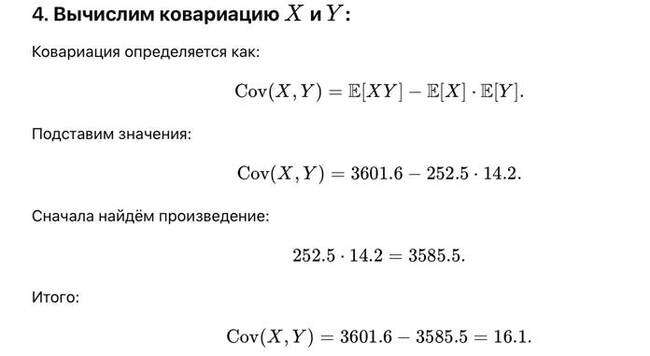 4. Вычислим ковариацию X и Y:
Ковариация определяется как:
Cov(X, Y) = 𝔼[XY] − 𝔼[X] · 𝔼[Y].
Подставим значения:
Cov(X, Y) = 3601.6 − 252.5 · 14.2.
Сначала найдём произведение:
252.5 · 14.2 = 3585.5.
Итого:
Cov(X, Y) = 3601.6 − 3585.5 = 16.1.